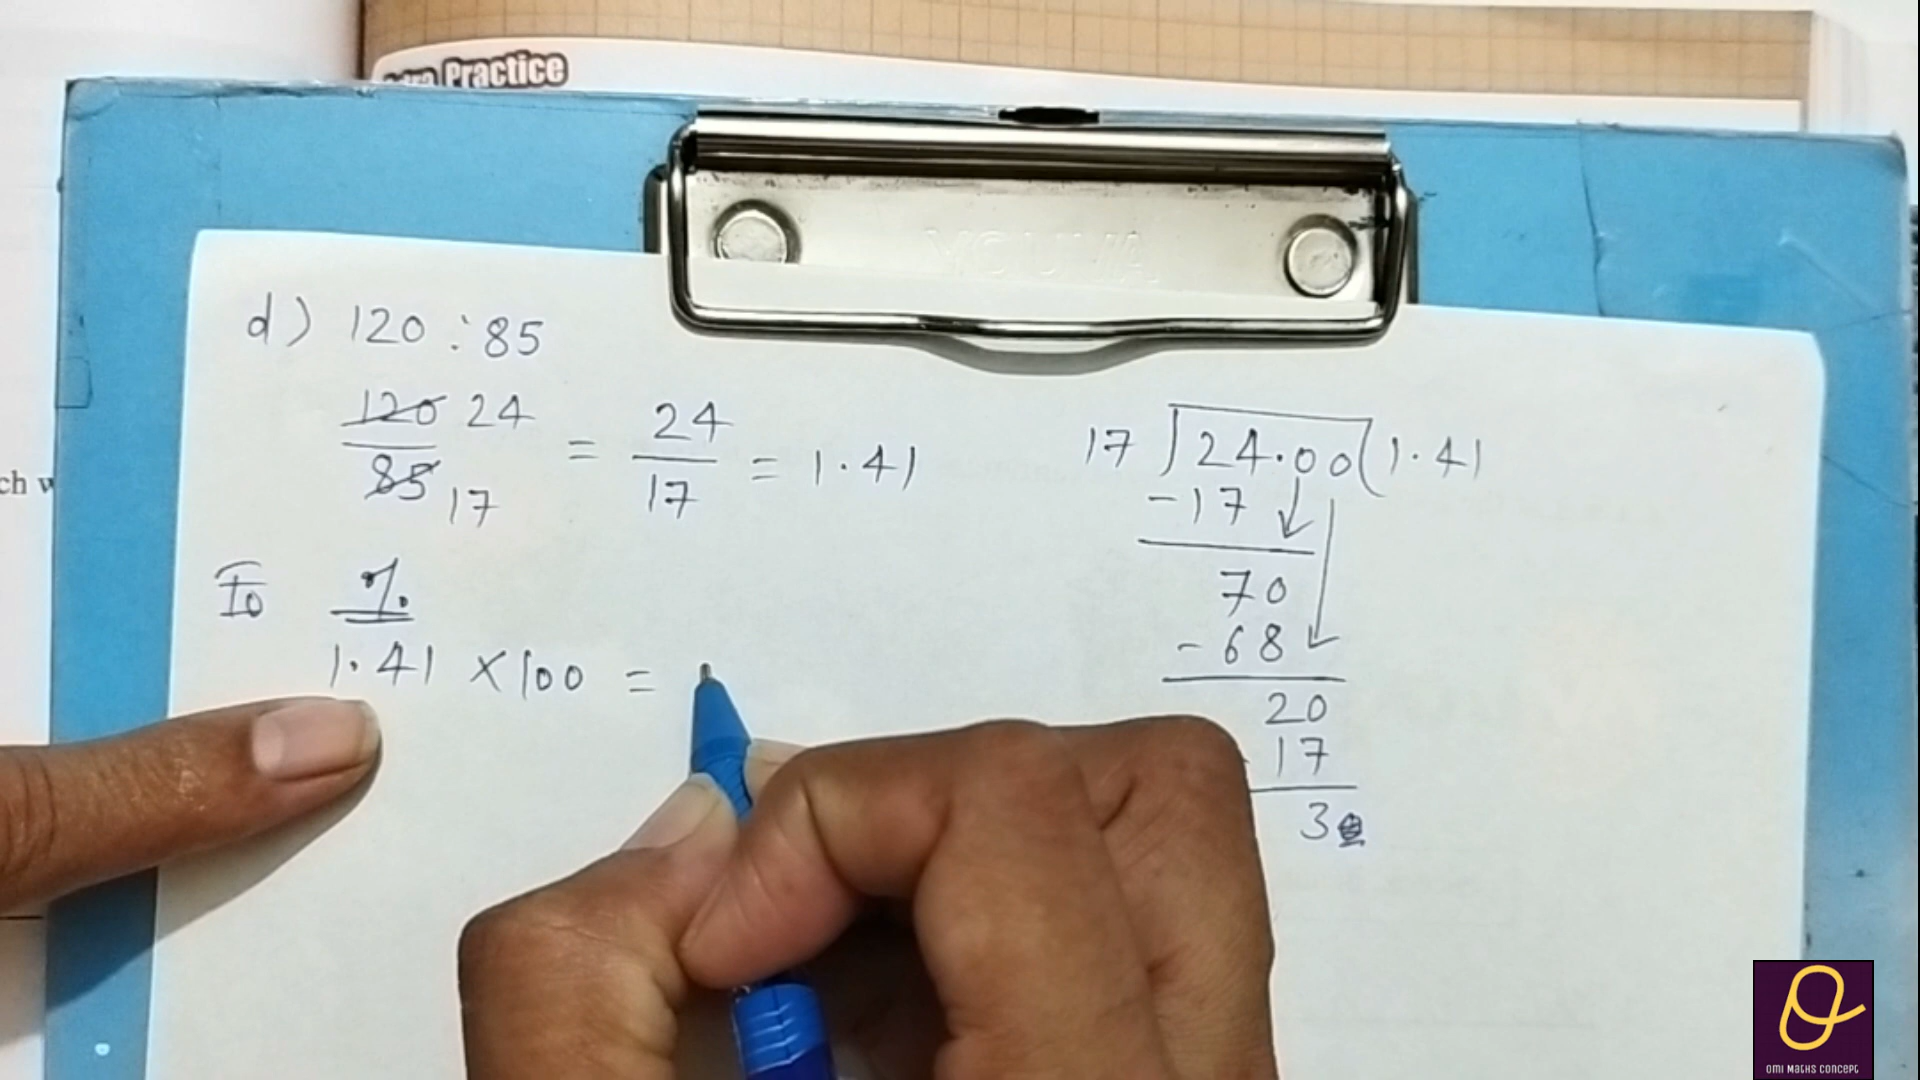 Practice
YOUVA
ch w
d) 120 : 85
120 24
85 17
= 24
17
= 1.41
To %
1.41 × 100 =
17 24.00 1.41
-17
70
-68
20
17
3
OMI MATHS CONCEPT